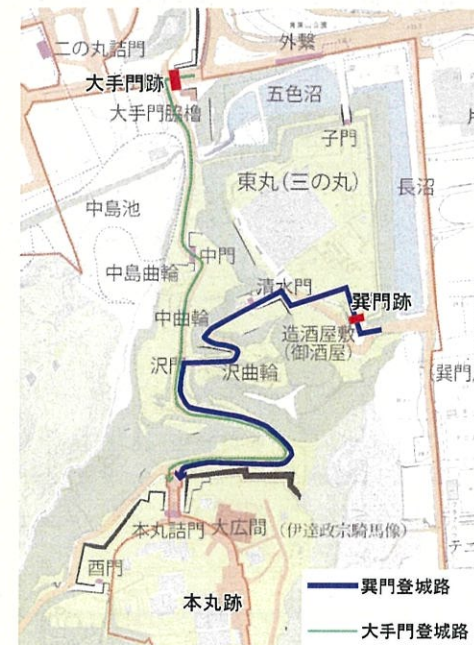 外繫
二の丸詰門
大手門跡
五色沼
大手門脇櫓
子門
東丸(三の丸)
長沼
中島池
中門
中島曲輪
清水門
巽門跡
中曲輪
造酒屋敷
(御酒屋)
沢門
沢曲輪
巽門
本丸詰門
大広間
(伊達政宗騎馬像)
酉門
本丸跡
巽門登城路
大手門登城路